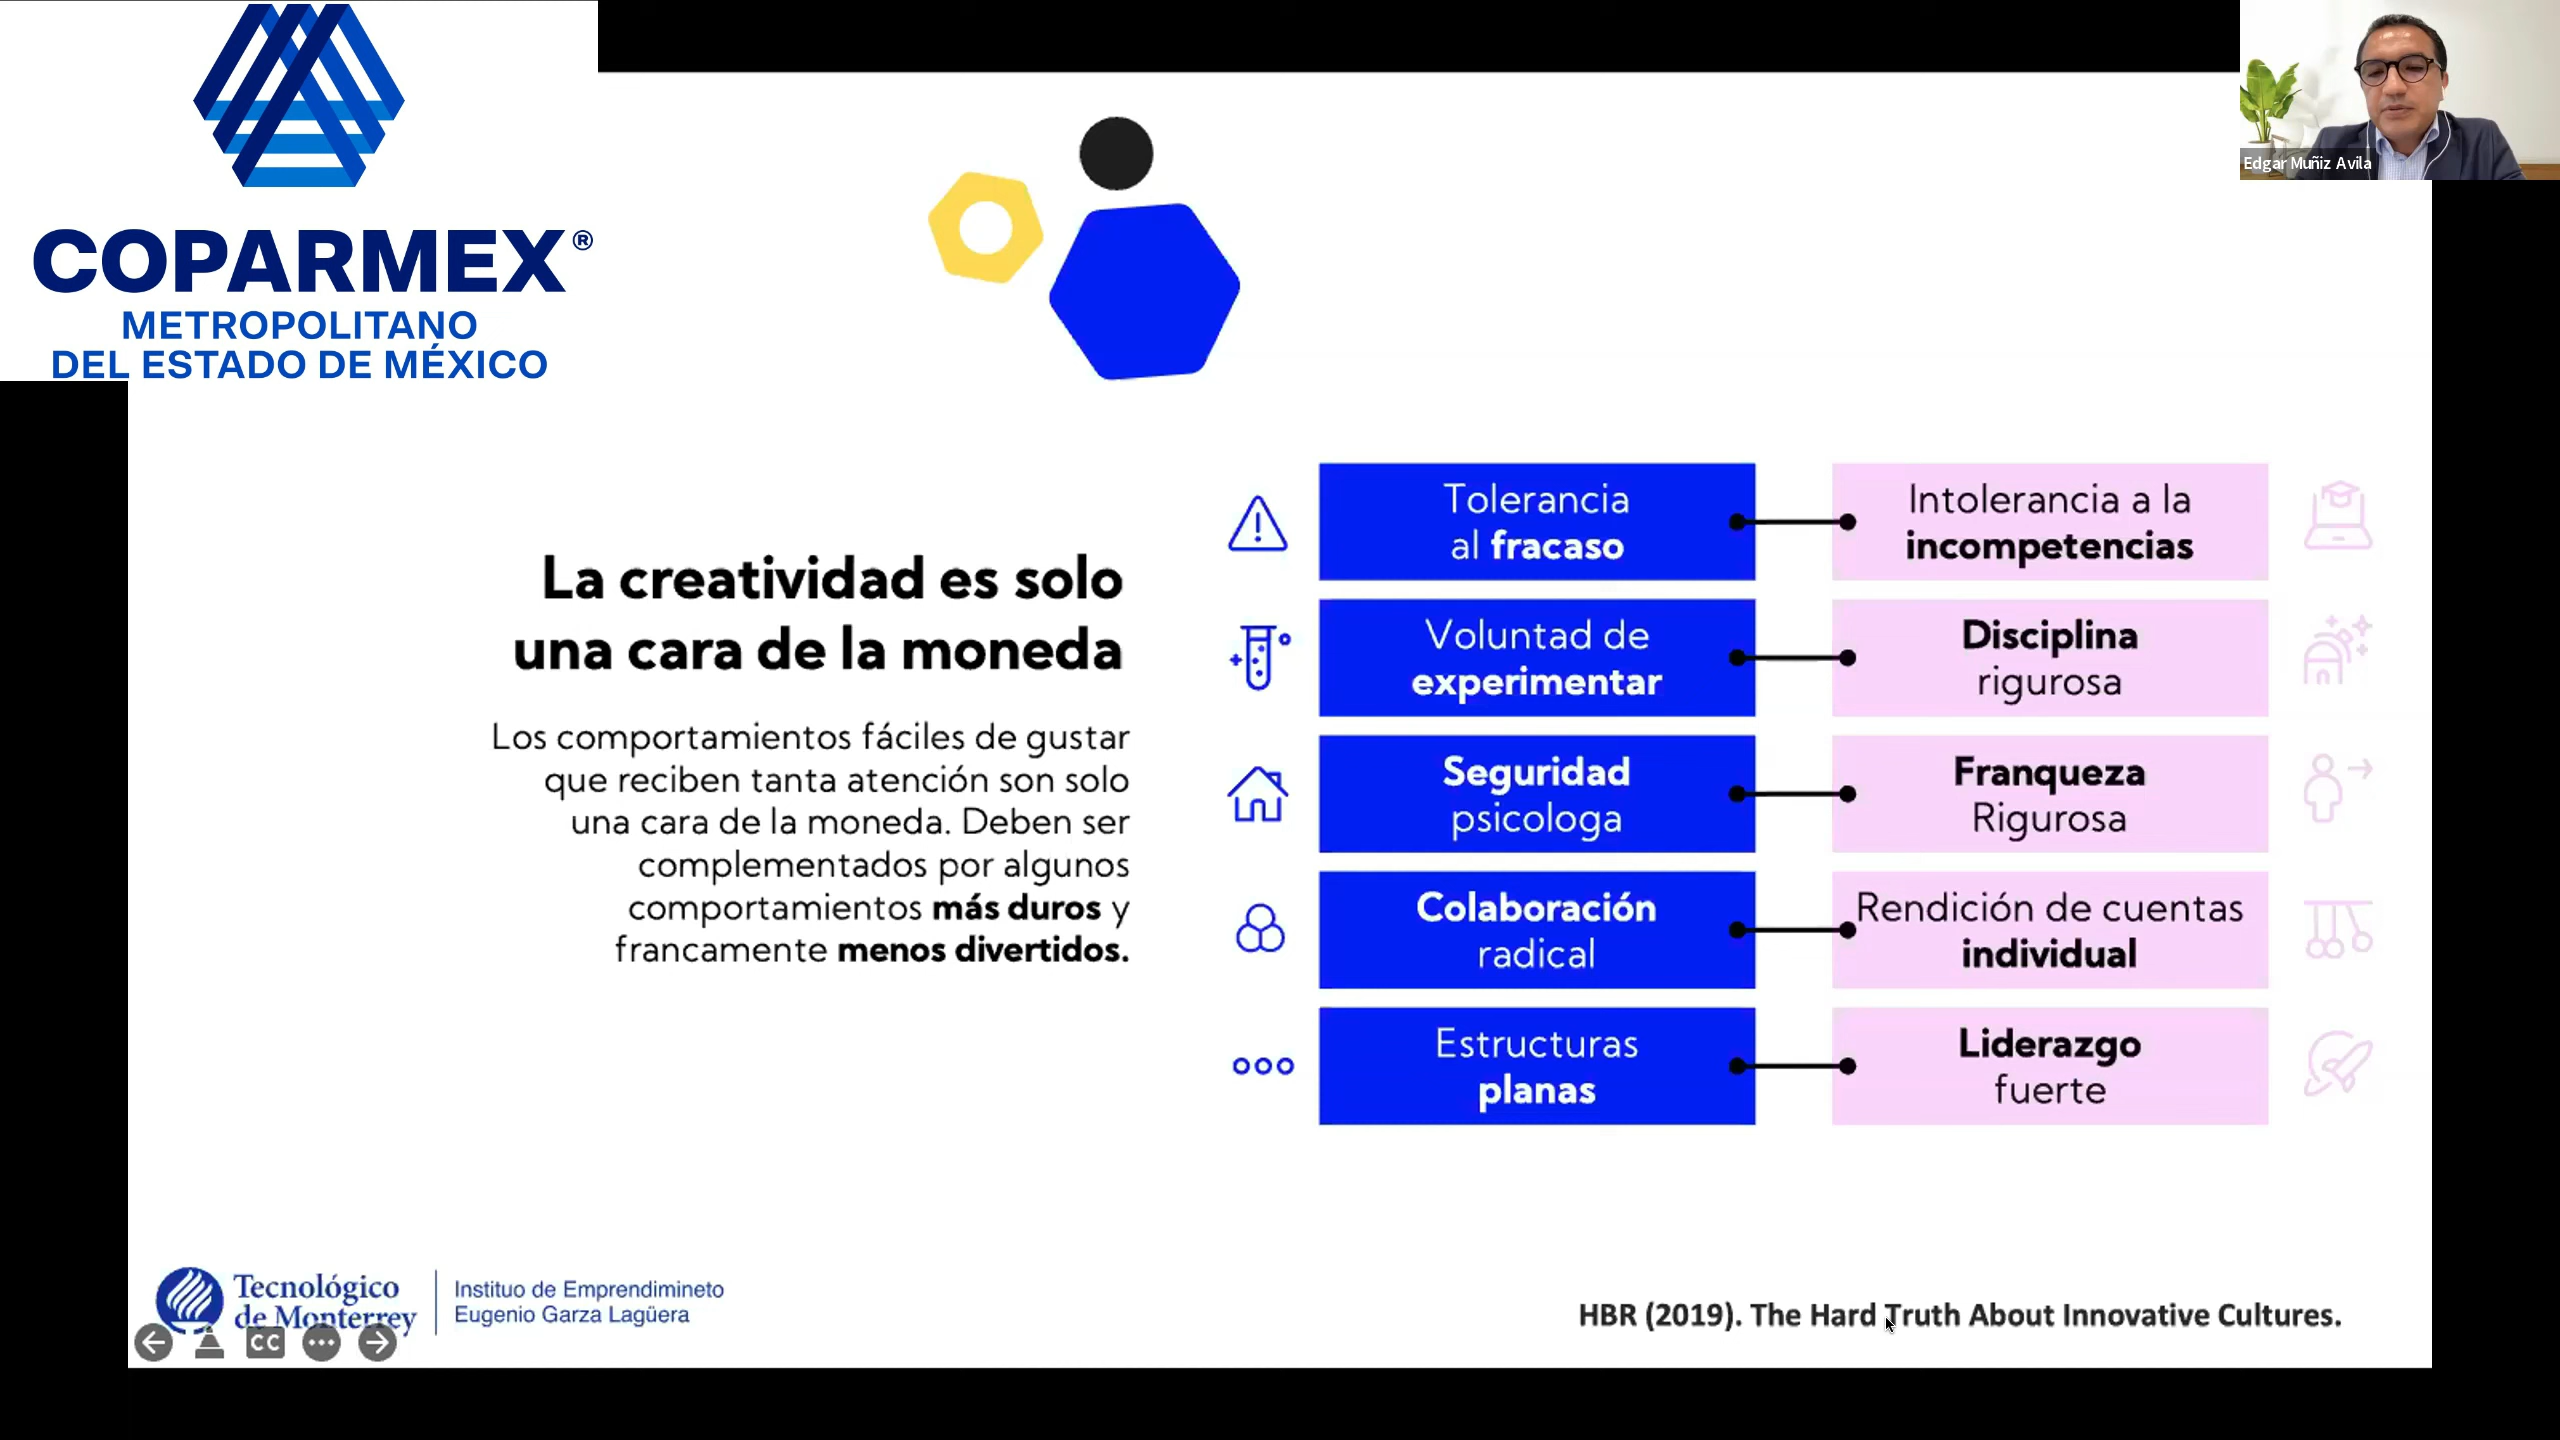 COPARMEX®
METROPOLITANO
DEL ESTADO DE MÉXICO
Edgar Muñiz Avila
La creatividad es solo
una cara de la moneda
Los comportamientos fáciles de gustar
que reciben tanta atención son solo
una cara de la moneda. Deben ser
complementados por algunos
comportamientos más duros y
francamente menos divertidos.
Tolerancia
al fracaso
Intolerancia a la
incompetencias
Voluntad de
experimentar
Disciplina
rigurosa
Seguridad
psicologa
Franqueza
Rigurosa
Colaboración
radical
Rendición de cuentas
individual
Estructuras
planas
Liderazgo
fuerte
Tecnológico
de Monterrey
Instituo de Emprendimineto
Eugenio Garza Lagüera
CC
HBR (2019). The Hard Truth About Innovative Cultures.